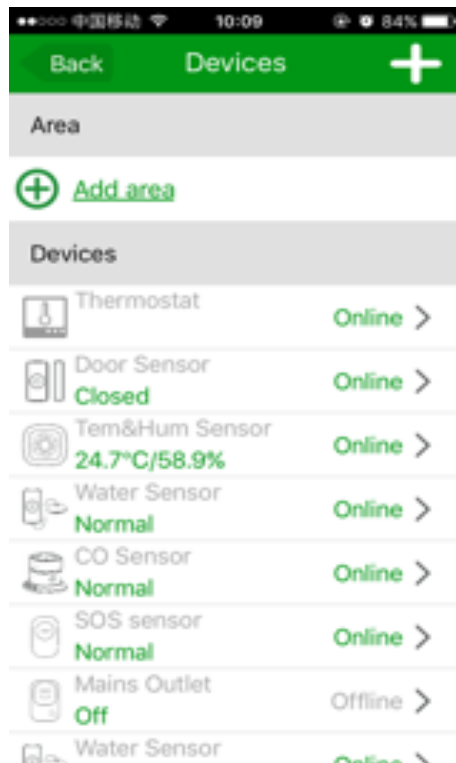 中国移动 10:09 84%
Back Devices
Area
Add area
Devices
Thermostat
Online
Door Sensor
Closed
Online
Tem&Hum Sensor
24.7°C/58.9%
Online
Water Sensor
Normal
Online
CO Sensor
Normal
Online
SOS sensor
Normal
Online
Mains Outlet
Off
Offline
Water Sensor
Online